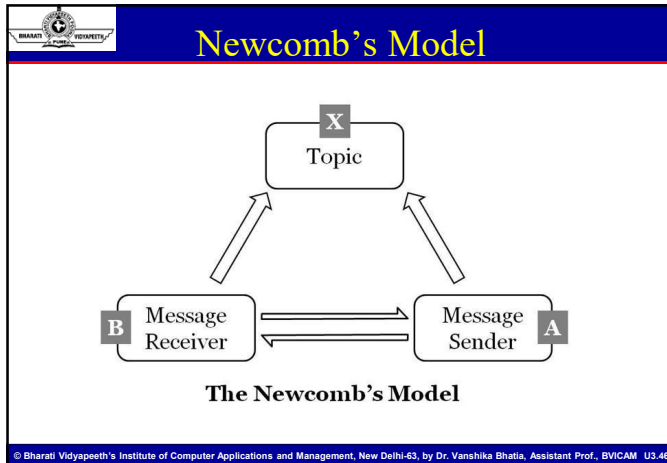 BHARATI VIDYAPEETH
PUNE
Newcomb's Model
X
Topic
B
Message
Receiver
Message
Sender
A
The Newcomb's Model
© Bharati Vidyapeeth's Institute of Computer Applications and Management, New Delhi-63, by Dr. Vanshika Bhatia, Assistant Prof., BVICAM U3.46